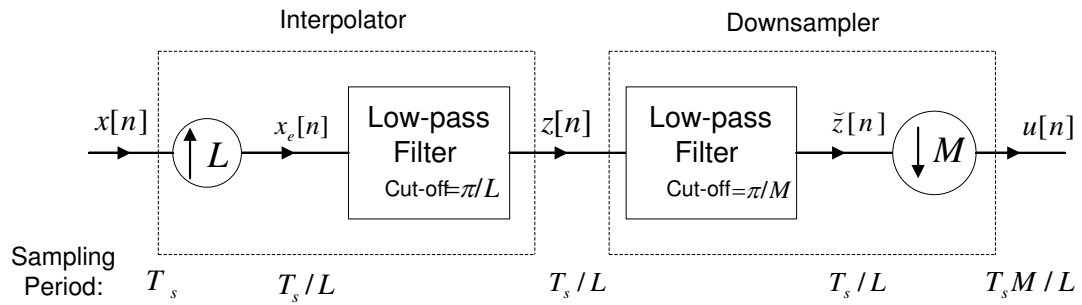 Interpolator
Downsampler
x[n]
L
x_e[n]
Low-pass
Filter
Cut-off=π/L
z[n]
Low-pass
Filter
Cut-off=π/M
z̆[n]
M
u[n]
Sampling
Period:
T_s
T_s/L
T_s/L
T_s/L
T_s M/L